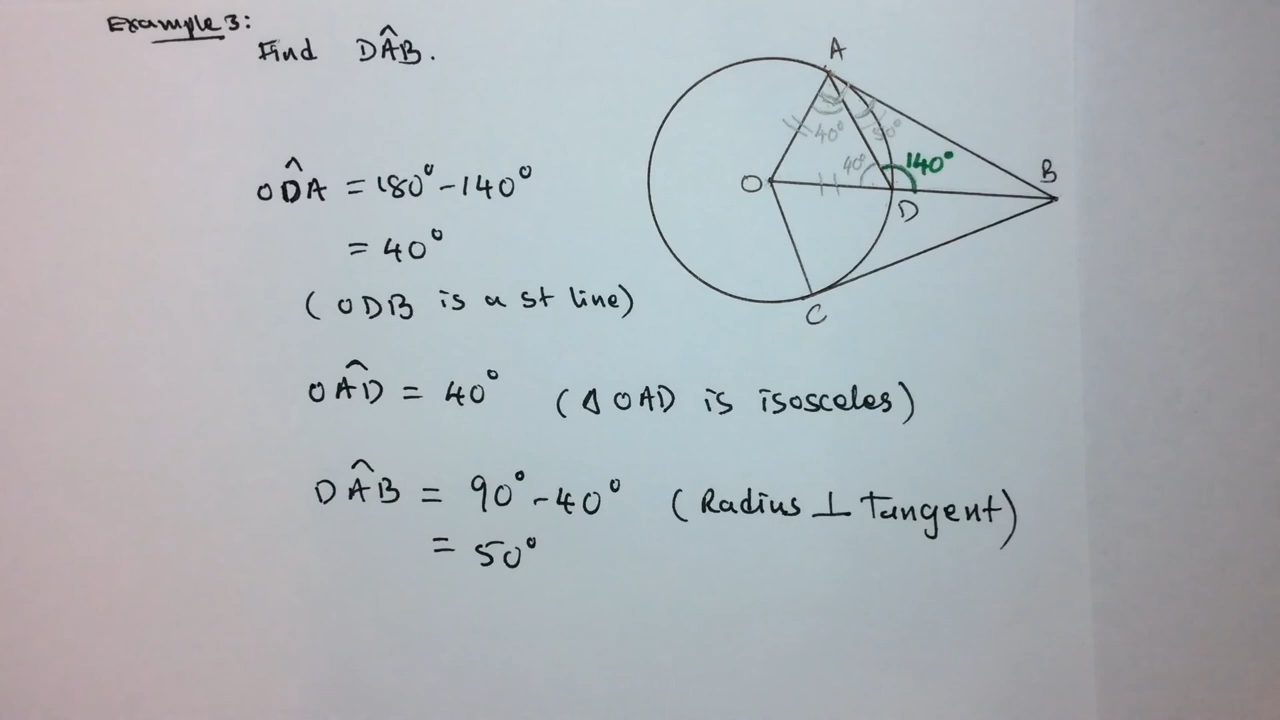 Example 3:
Find DÂB.
OD̂A = 180° - 140°
= 40°
(ODB is a st line)
OÂD = 40° (Δ OAD is isosceles)
DÂB = 90° - 40° (Radius ⊥ Tangent)
= 50°
A
40°
50°
40°
140°
O
B
D
C